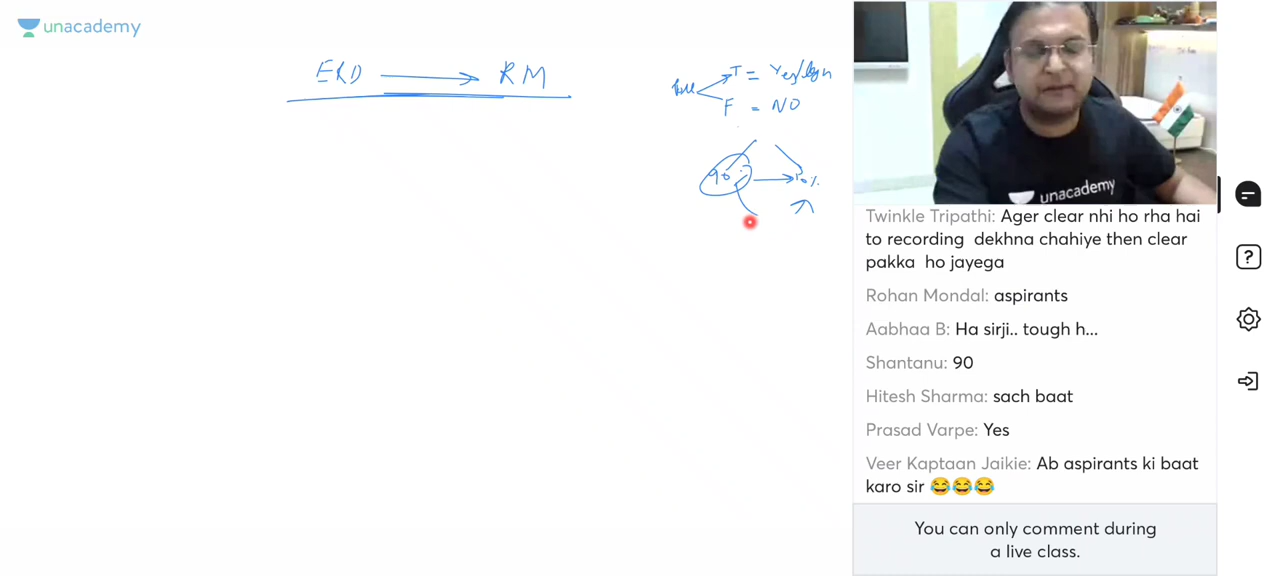 unacademy
ERD → RM
T = Yes/
F = NO
90%
→ 10%
unacademy
Twinkle Tripathi: Ager clear nhi ho rha hai
to recording dekhna chahiye then clear
pakka ho jayega
Rohan Mondal: aspirants
Aabhaa B: Ha sirji.. tough h...
Shantanu: 90
Hitesh Sharma: sach baat
Prasad Varpe: Yes
Veer Kaptaan Jaikie: Ab aspirants ki baat
karo sir 😂😂😂
You can only comment during
a live class.
?